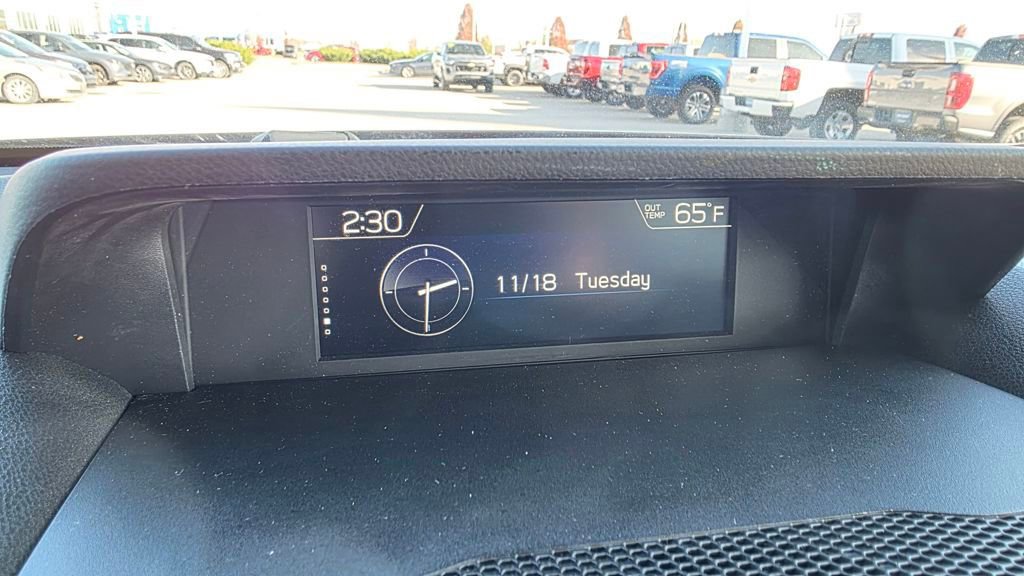 2:30
OUT TEMP 65°F
11/18 Tuesday